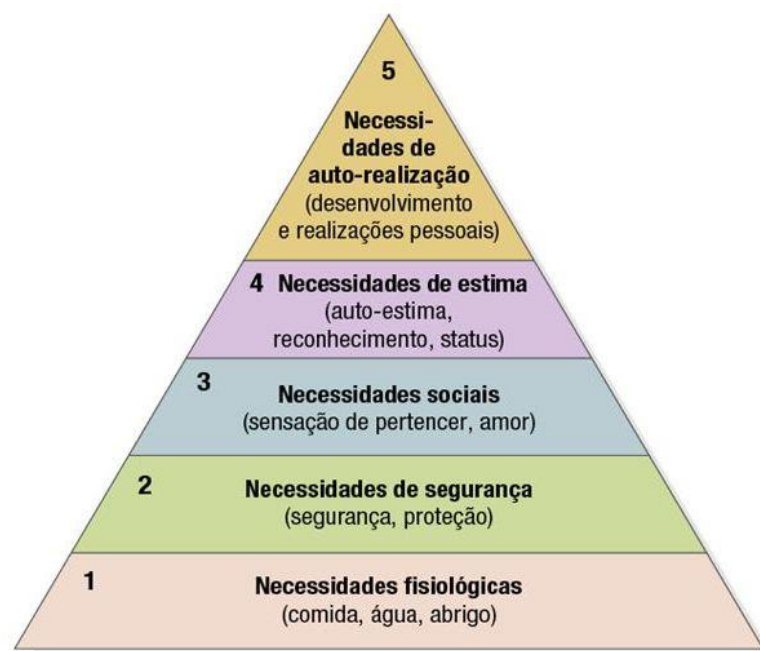 5
Necessi-
dades de
auto-realização
(desenvolvimento
e realizações pessoais)
4 Necessidades de estima
(auto-estima,
reconhecimento, status)
3
Necessidades sociais
(sensação de pertencer, amor)
2
Necessidades de segurança
(segurança, proteção)
1
Necessidades fisiológicas
(comida, água, abrigo)